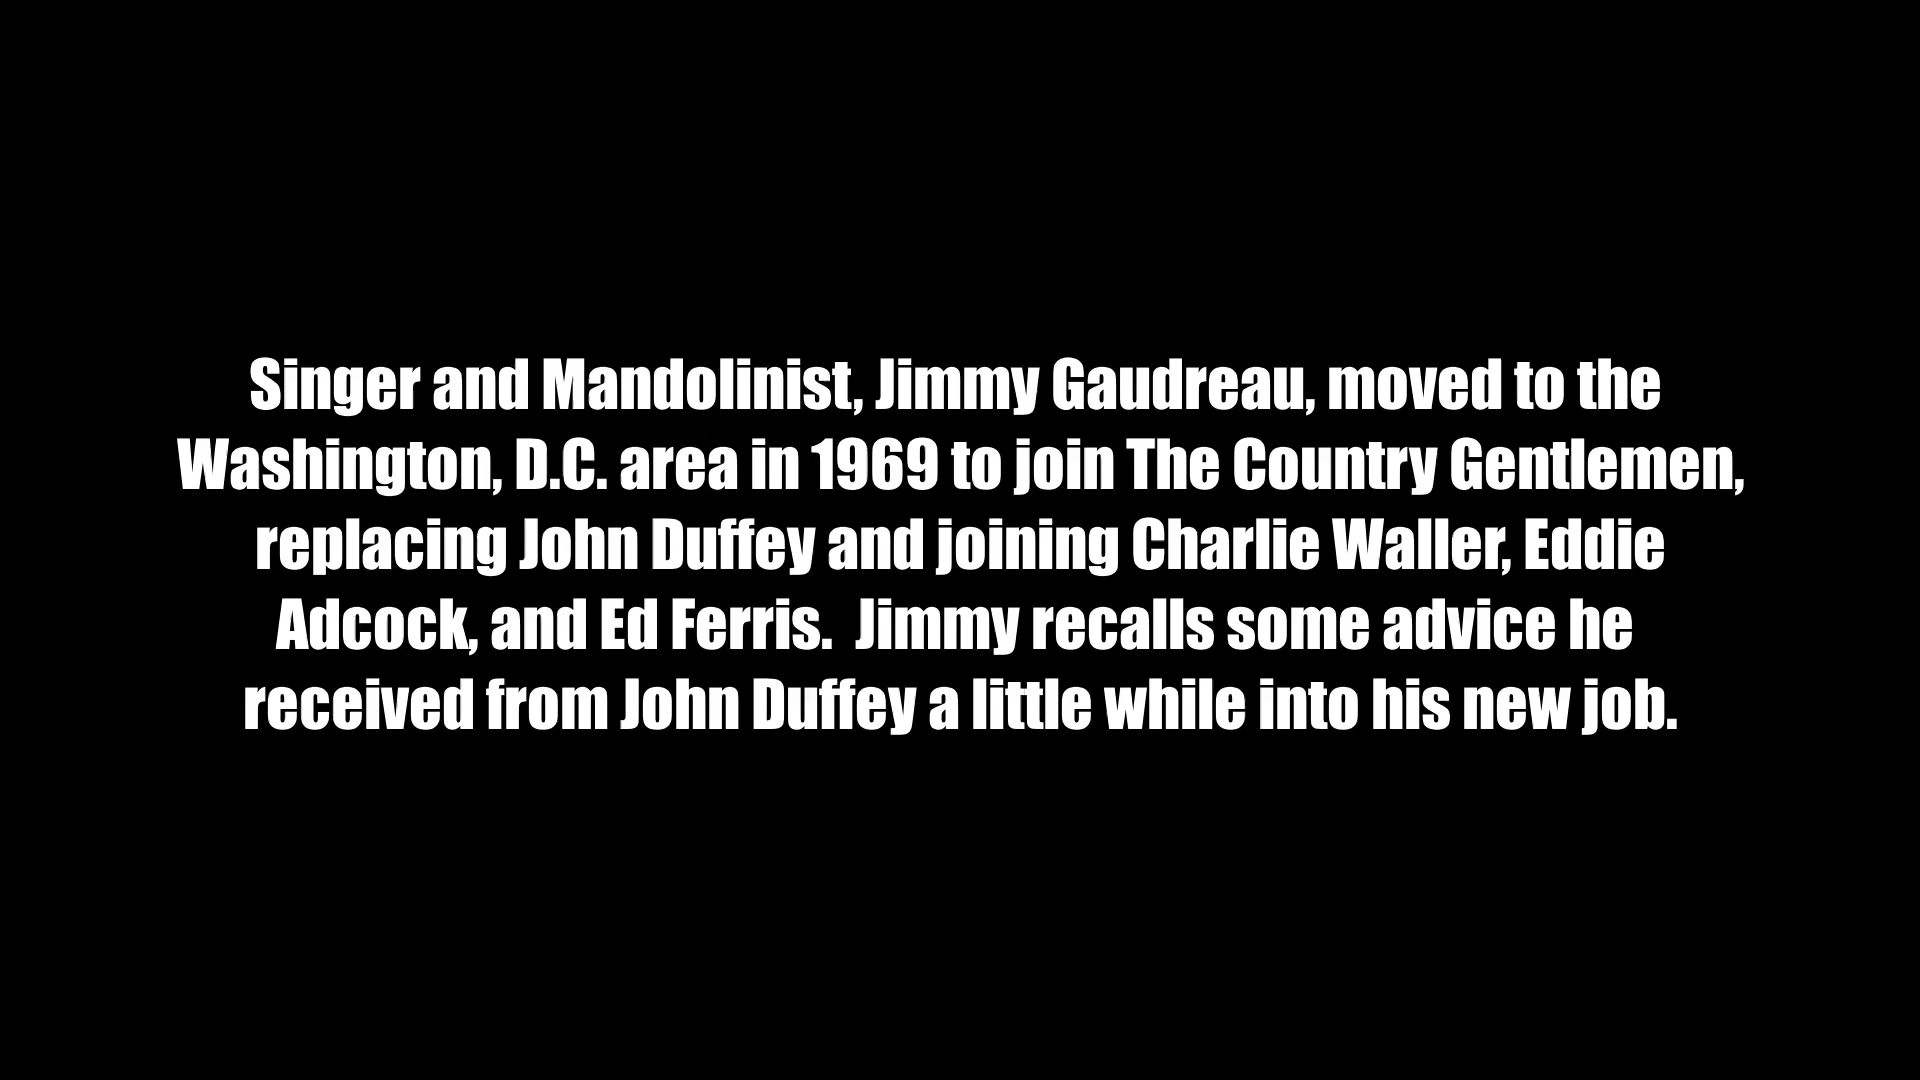 Singer and Mandolinist, Jimmy Gaudreau, moved to the
Washington, D.C. area in 1969 to join The Country Gentlemen,
replacing John Duffey and joining Charlie Waller, Eddie
Adcock, and Ed Ferris.  Jimmy recalls some advice he
received from John Duffey a little while into his new job.